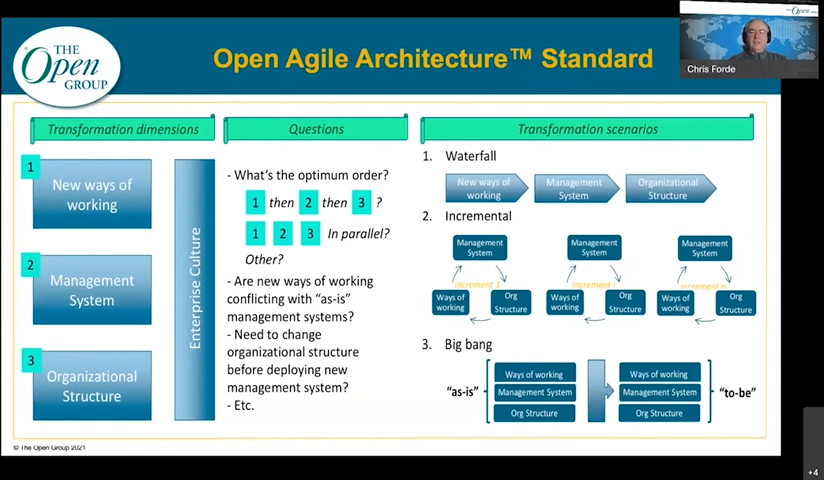 THE
Open
GROUP
Open Agile Architecture™ Standard
Open
Chris Forde
Transformation dimensions
1
New ways of
working
2
Management
System
3
Organizational
Structure
Enterprise Culture
Questions
- What's the optimum order?
1 then 2 then 3 ?
1 2 3 In parallel?
Other?
- Are new ways of working
conflicting with “as-is”
management systems?
- Need to change
organizational structure
before deploying new
management system?
- Etc.
Transformation scenarios
1. Waterfall
New ways of
working
Management
System
Organizational
Structure
2. Incremental
Management
System
Increment 1
Ways of
working
Org
Structure
Management
System
Increment i
Ways of
working
Org
Structure
Management
System
Increment n
Ways of
working
Org
Structure
3. Big bang
“as-is”
Ways of working
Management System
Org Structure
Ways of working
Management System
Org Structure
“to-be”
© The Open Group 2021
+4